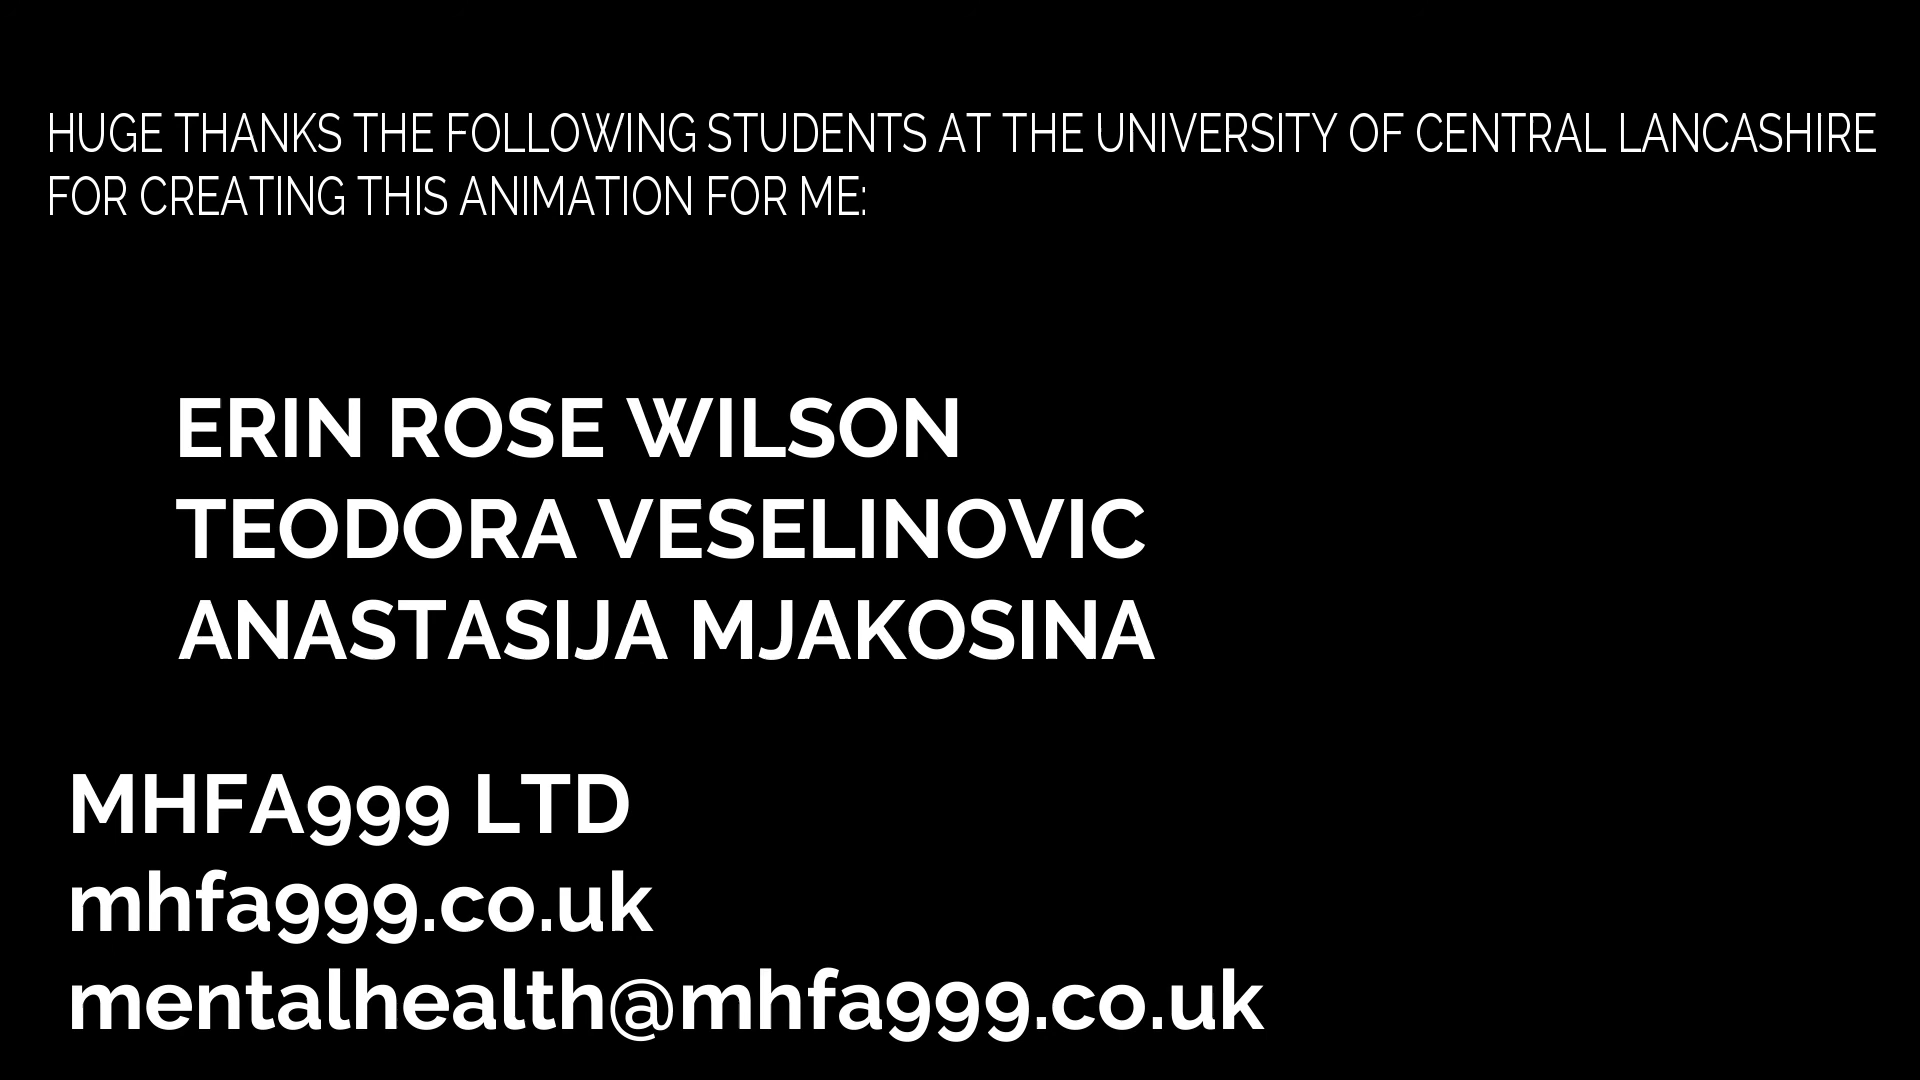 HUGE THANKS THE FOLLOWING STUDENTS AT THE UNIVERSITY OF CENTRAL LANCASHIRE
FOR CREATING THIS ANIMATION FOR ME:
ERIN ROSE WILSON
TEODORA VESELINOVIC
ANASTASIJA MJAKOSINA
MHFA999 LTD
mhfa999.co.uk
mentalhealth@mhfa999.co.uk